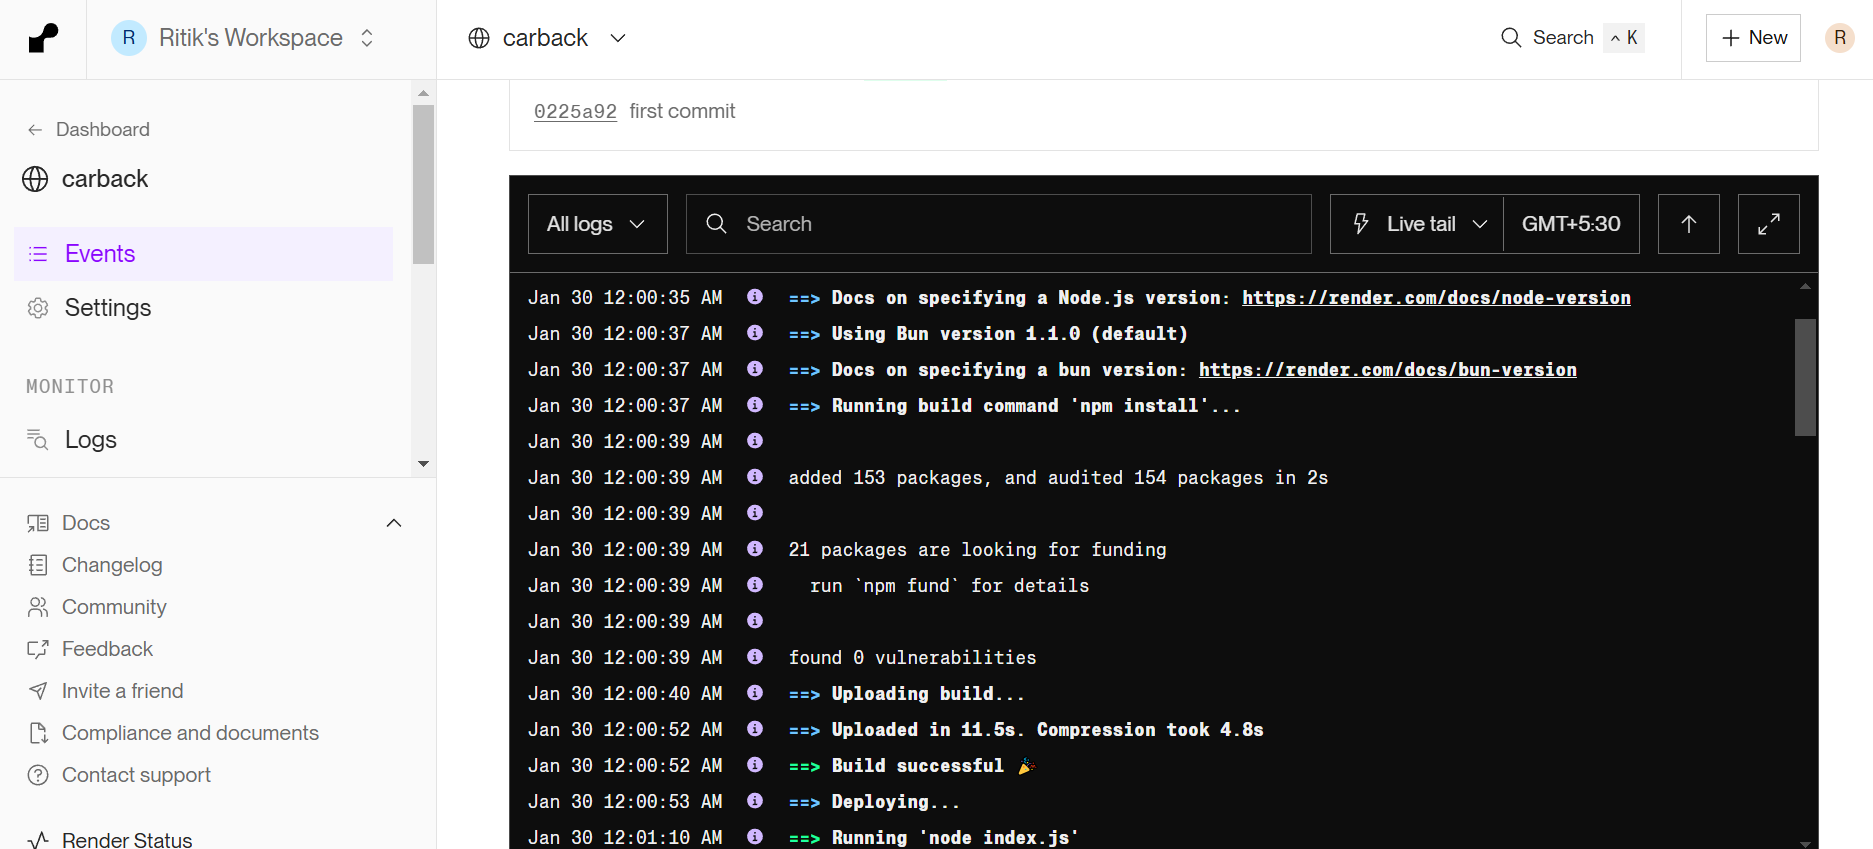 R Ritik's Workspace
carback
Search ^ K
+ New
R
← Dashboard
carback
Events
Settings
MONITOR
Logs
Docs
Changelog
Community
Feedback
Invite a friend
Compliance and documents
Contact support
Render Status
0225a92 first commit
All logs
Search
Live tail
GMT+5:30
Jan 30 12:00:35 AM ==> Docs on specifying a Node.js version: https://render.com/docs/node-version
Jan 30 12:00:37 AM ==> Using Bun version 1.1.0 (default)
Jan 30 12:00:37 AM ==> Docs on specifying a bun version: https://render.com/docs/bun-version
Jan 30 12:00:37 AM ==> Running build command 'npm install'...
Jan 30 12:00:39 AM
Jan 30 12:00:39 AM added 153 packages, and audited 154 packages in 2s
Jan 30 12:00:39 AM
Jan 30 12:00:39 AM 21 packages are looking for funding
Jan 30 12:00:39 AM run `npm fund` for details
Jan 30 12:00:39 AM
Jan 30 12:00:39 AM found 0 vulnerabilities
Jan 30 12:00:40 AM ==> Uploading build...
Jan 30 12:00:52 AM ==> Uploaded in 11.5s. Compression took 4.8s
Jan 30 12:00:52 AM ==> Build successful 🎉
Jan 30 12:00:53 AM ==> Deploying...
Jan 30 12:01:10 AM ==> Running 'node index.js'